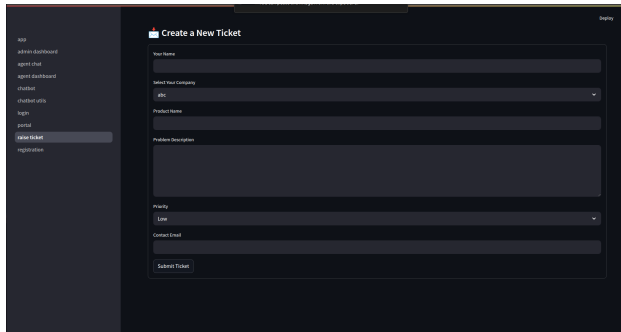 Deploy
app
admin dashboard
agent chat
agent dashboard
chatbot
chatbot utils
login
portal
raise ticket
registration
Create a New Ticket
Your Name
Select Your Company
abc
Product Name
Problem Description
Priority
Low
Contact Email
Submit Ticket